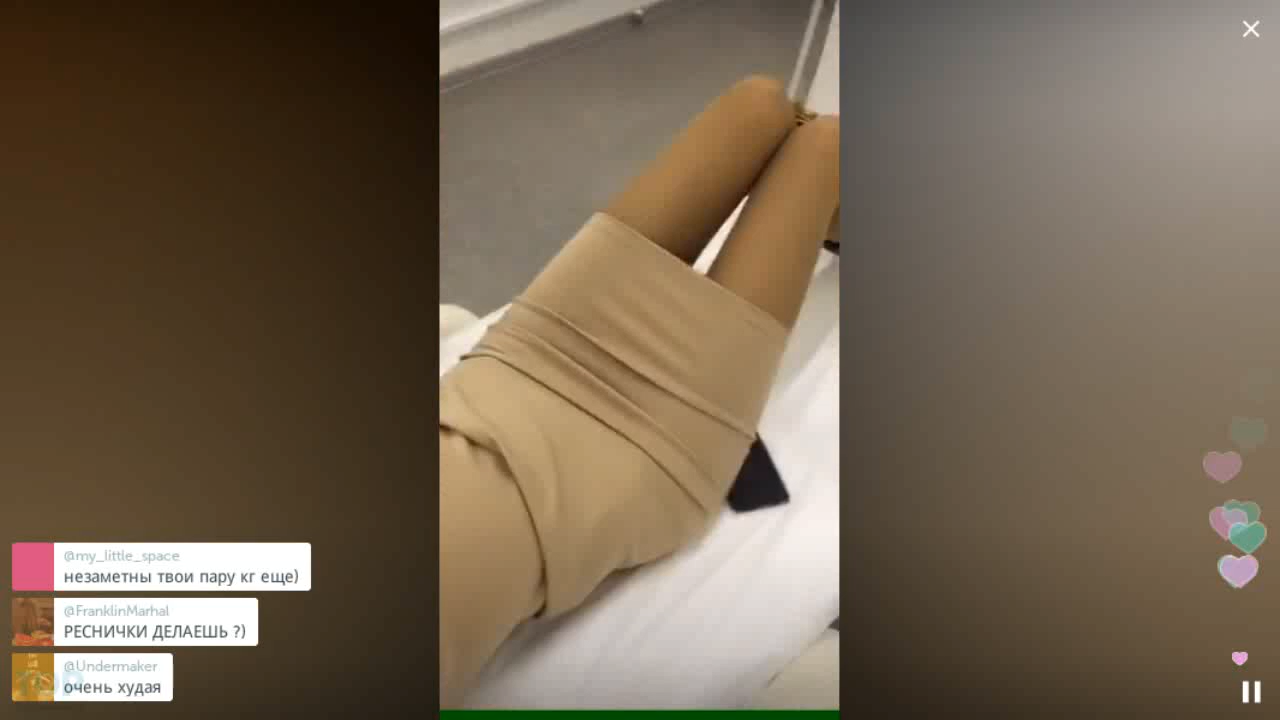 @my_little_space
незаметны твои пару кг еще)
@FranklinMarhal
РЕСНИЧКИ ДЕЛАЕШЬ ?)
@Undermaker
очень худая